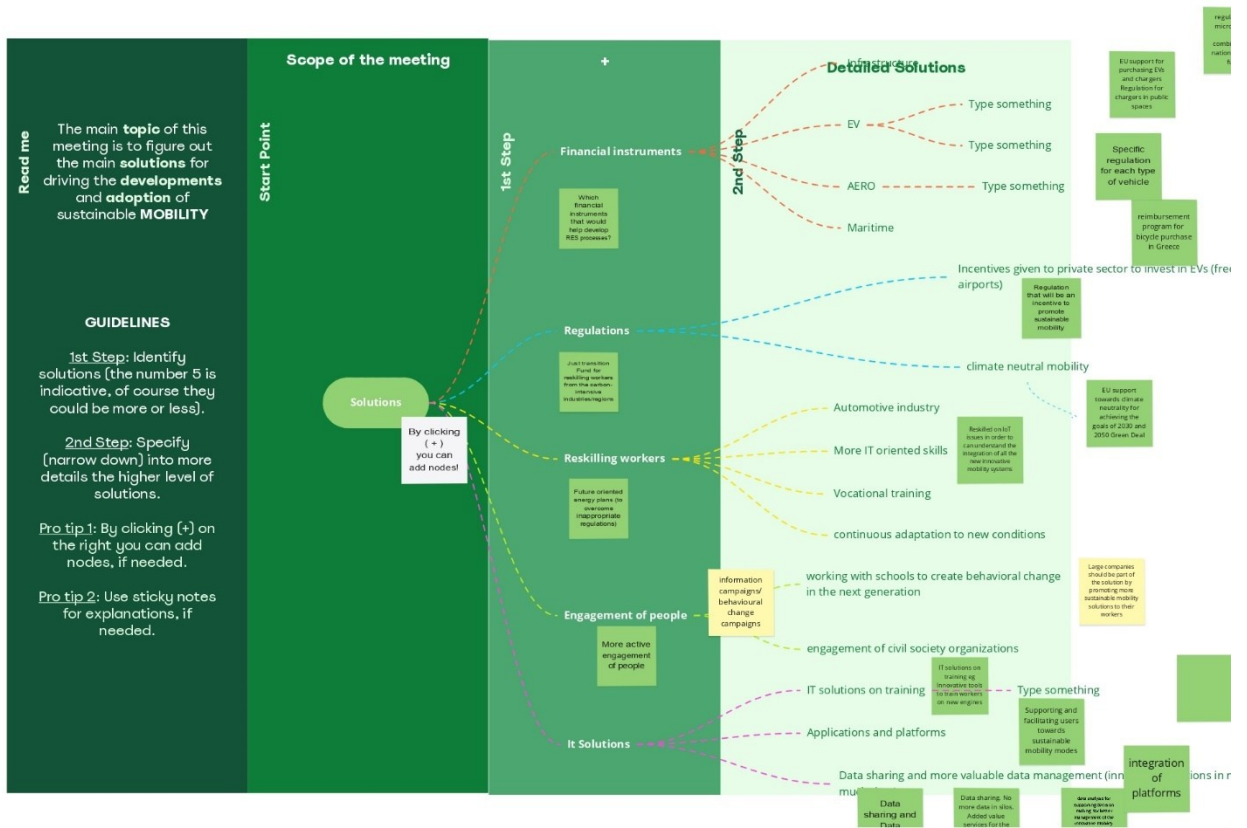 Read me
The main topic of this
meeting is to figure out
the main solutions for
driving the developments
and adoption of
sustainable MOBILITY
GUIDELINES
1st Step: Identify
solutions (the number 5 is
indicative, of course they
could be more or less).
2nd Step: Specify
(narrow down) into more
details the higher level of
solutions.
Pro tip 1: By clicking (+) on
the right you can add
nodes, if needed.
Pro tip 2: Use sticky notes
for explanations, if
needed.
Scope of the meeting
Start Point
Solutions
By clicking
( + )
you can
add nodes!
+
1st Step
Financial instruments
Which
financial
instruments
that would
help develop
RES processes?
Regulations
Just transition
Fund for
reskilling workers
from the carbon-
intensive
industries/regions
Reskilling workers
Future oriented
energy plans (to
overcome
inappropriate
regulations)
Engagement of people
More active
engagement
of people
It Solutions
Detailed Solutions
2nd Step
Infrastructure
EV
Type something
Type something
AERO
Type something
Maritime
EU support for
purchasing EVs
and chargers
Regulation for
chargers in public
spaces
Specific
regulation
for each type
of vehicle
reimbursement
program for
bicycle purchase
in Greece
Incentives given to private sector to invest in EVs
airports)
Regulation
that will be an
incentive to
promote
sustainable
mobility
climate neutral mobility
EU support
towards climate
neutrality for
achieving the
goals of 2030 and
2050 Green Deal
Automotive industry
More IT oriented skills
Reskilled on-IoT
issues in order to
can understand the
integration of all the
new innovative
mobility systems
Vocational training
continuous adaptation to new conditions
information
campaigns/
behavioural
change
campaigns
working with schools to create behavioral change
in the next generation
engagement of civil society organizations
Large companies
should be part of
the solution by
promoting more
sustainable mobility
solutions to their
workers
IT solutions on training
IT solutions on
training eg
Innovative tools
to train workers
on new engines
Type something
Applications and platforms
Supporting and
facilitating users
towards
sustainable
mobility modes
Data sharing and more valuable data management
integration
of
platforms
Data
sharing and
Data
Data sharing. No
more data in silos.
Added value
services for the